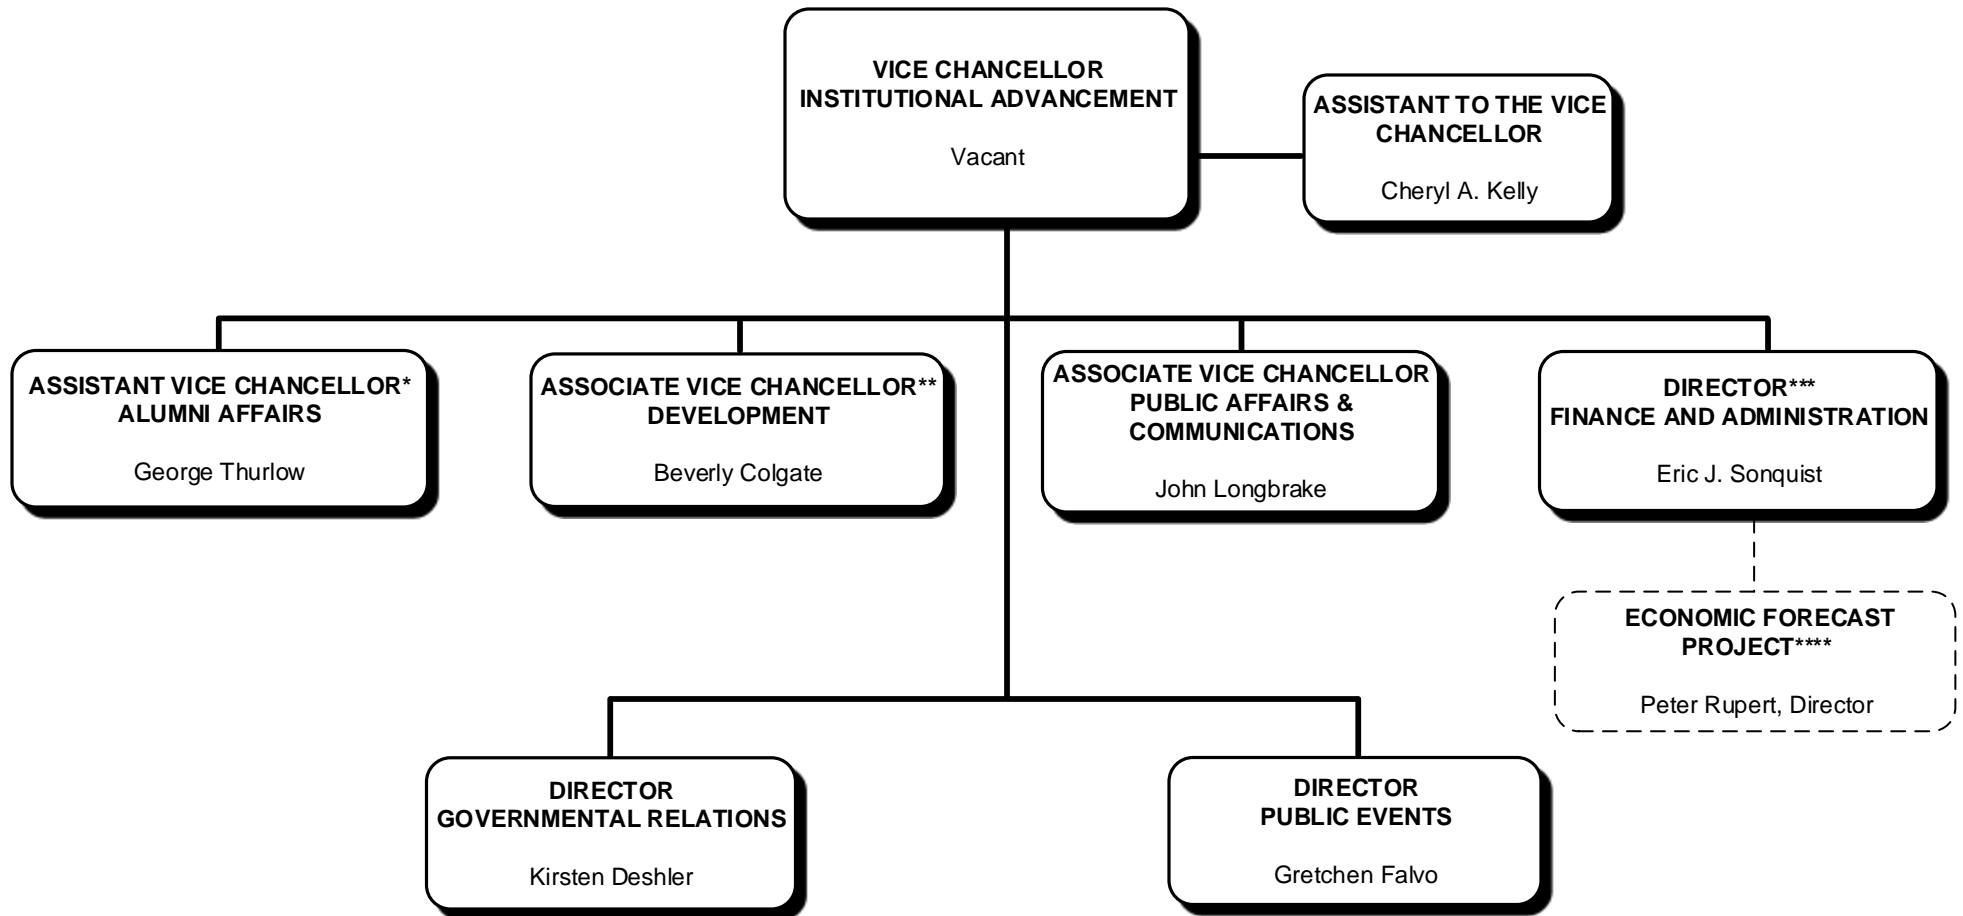 VICE CHANCELLOR
INSTITUTIONAL ADVANCEMENT
Vacant
ASSISTANT TO THE VICE
CHANCELLOR
Cheryl A. Kelly
ASSISTANT VICE CHANCELLOR*
ALUMNI AFFAIRS
George Thurlow
ASSOCIATE VICE CHANCELLOR**
DEVELOPMENT
Beverly Colgate
ASSOCIATE VICE CHANCELLOR
PUBLIC AFFAIRS &
COMMUNICATIONS
John Longbrake
DIRECTOR***
FINANCE AND ADMINISTRATION
Eric J. Sonquist
ECONOMIC FORECAST
PROJECT****
Peter Rupert, Director
DIRECTOR
GOVERNMENTAL RELATIONS
Kirsten Deshler
DIRECTOR
PUBLIC EVENTS
Gretchen Falvo